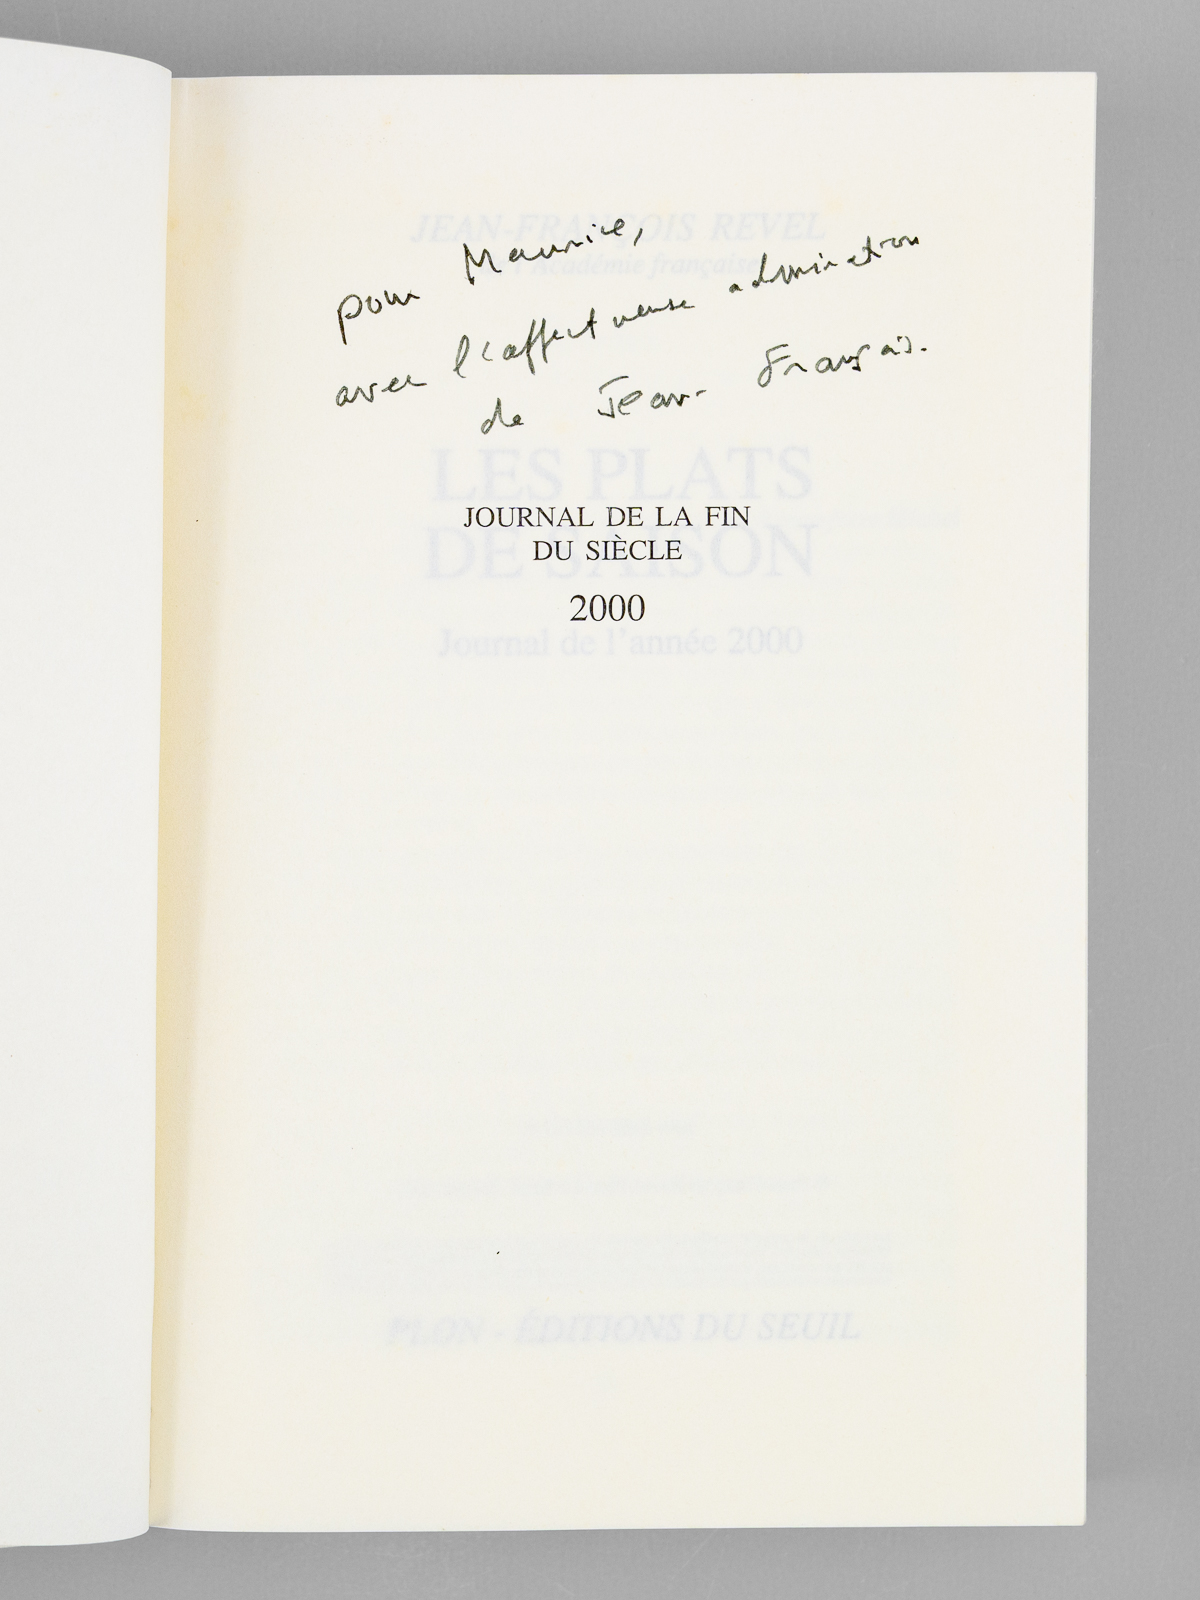 pour Maurice,
avec l'affectueuse admiration
de Jean-François.
JEAN-FRANÇOIS REVEL
de l'Académie française
LES PLATS
DE SAISON
JOURNAL DE LA FIN
DU SIÈCLE
2000
Journal de l'année 2000
PLON - ÉDITIONS DU SEUIL